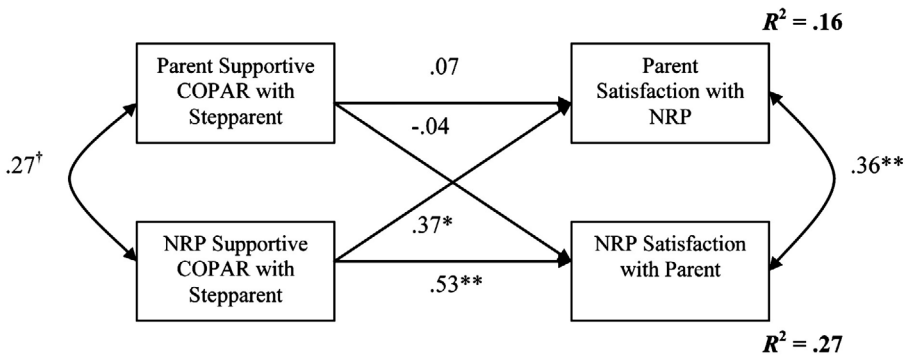 R² = .16
Parent Supportive
COPAR with
Stepparent
.07
Parent
Satisfaction with
NRP
-.04
.27†
.36**
NRP Supportive
COPAR with
Stepparent
.37*
.53**
NRP Satisfaction
with Parent
R² = .27